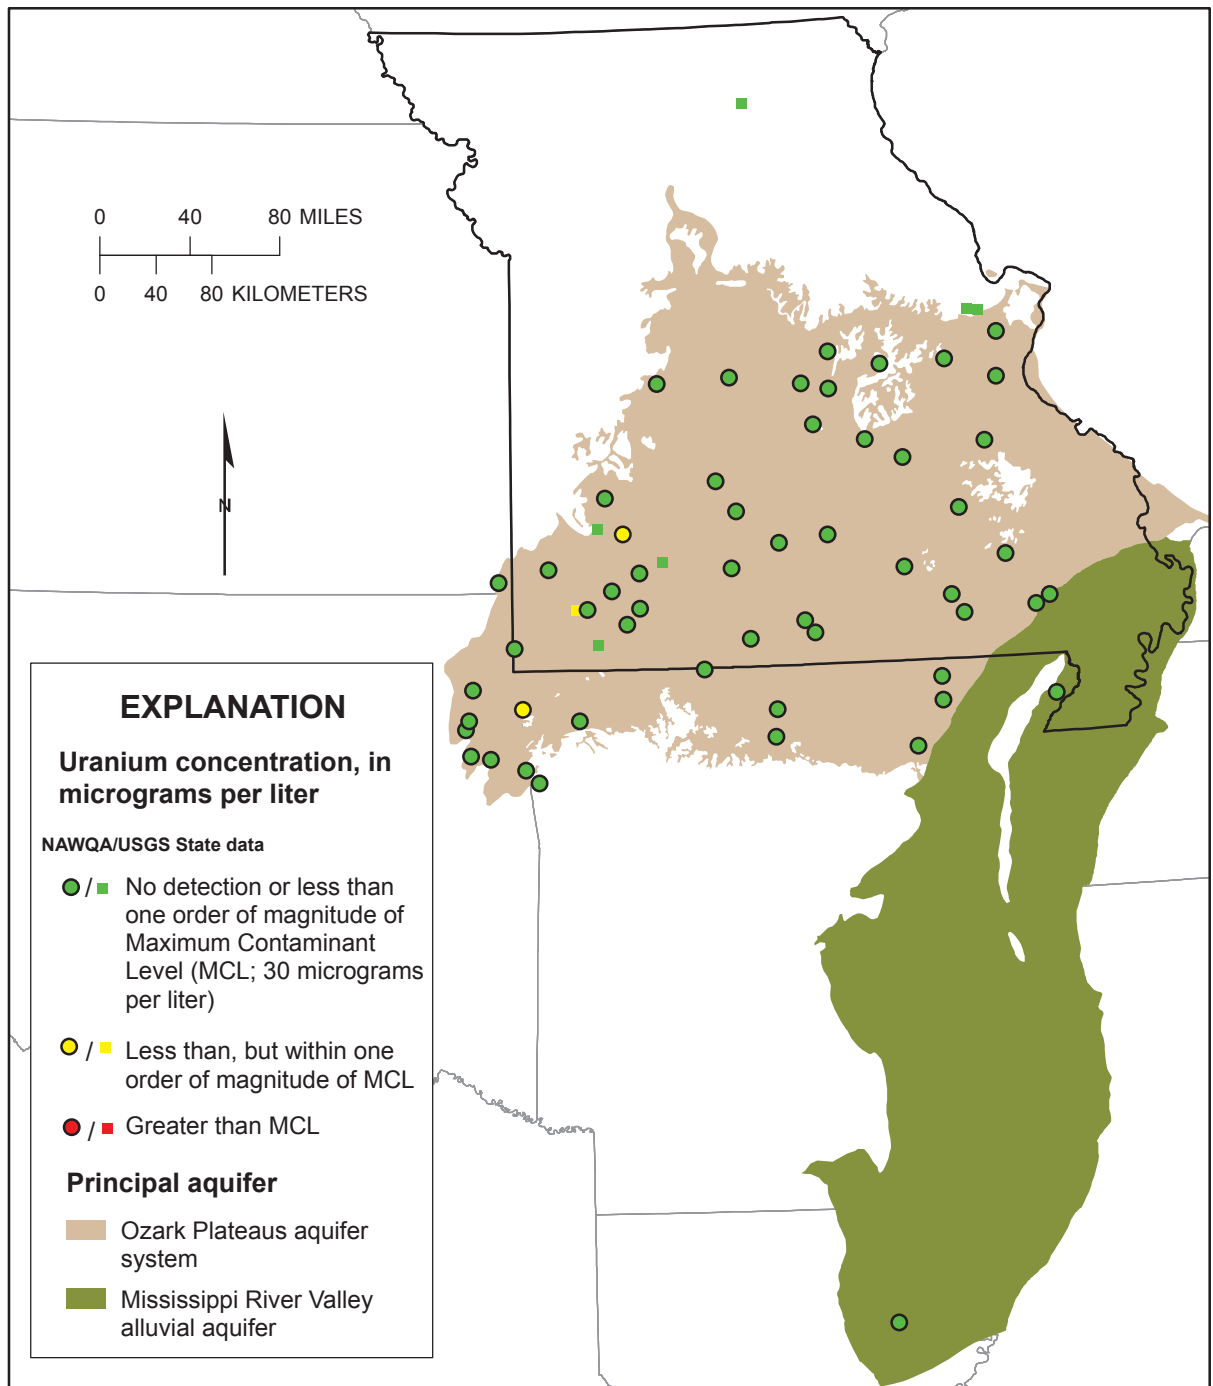 0 40 80 MILES
0 40 80 KILOMETERS
N
EXPLANATION
Uranium concentration, in
micrograms per liter
NAWQA/USGS State data
/ No detection or less than
one order of magnitude of
Maximum Contaminant
Level (MCL; 30 micrograms
per liter)
/ Less than, but within one
order of magnitude of MCL
/ Greater than MCL
Principal aquifer
Ozark Plateaus aquifer
system
Mississippi River Valley
alluvial aquifer